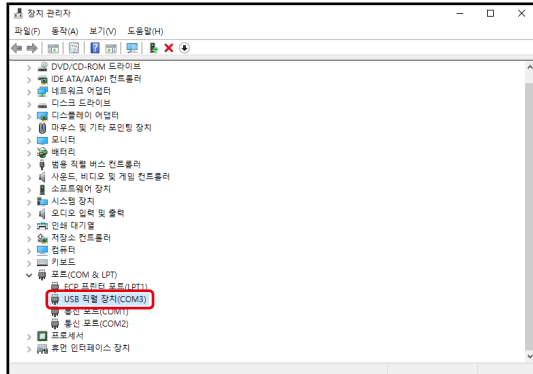 장치 관리자
파일(F) 동작(A) 보기(V) 도움말(H)
DVD/CD-ROM 드라이브
IDE ATA/ATAPI 컨트롤러
네트워크 어댑터
디스크 드라이브
디스플레이 어댑터
마우스 및 기타 포인팅 장치
모니터
배터리
범용 직렬 버스 컨트롤러
사운드, 비디오 및 게임 컨트롤러
소프트웨어 장치
시스템 장치
오디오 입력 및 출력
인쇄 대기열
저장소 컨트롤러
컴퓨터
키보드
포트(COM & LPT)
ECP 프린터 포트(LPT1)
USB 직렬 장치(COM3)
통신 포트(COM1)
통신 포트(COM2)
프로세서
휴먼 인터페이스 장치